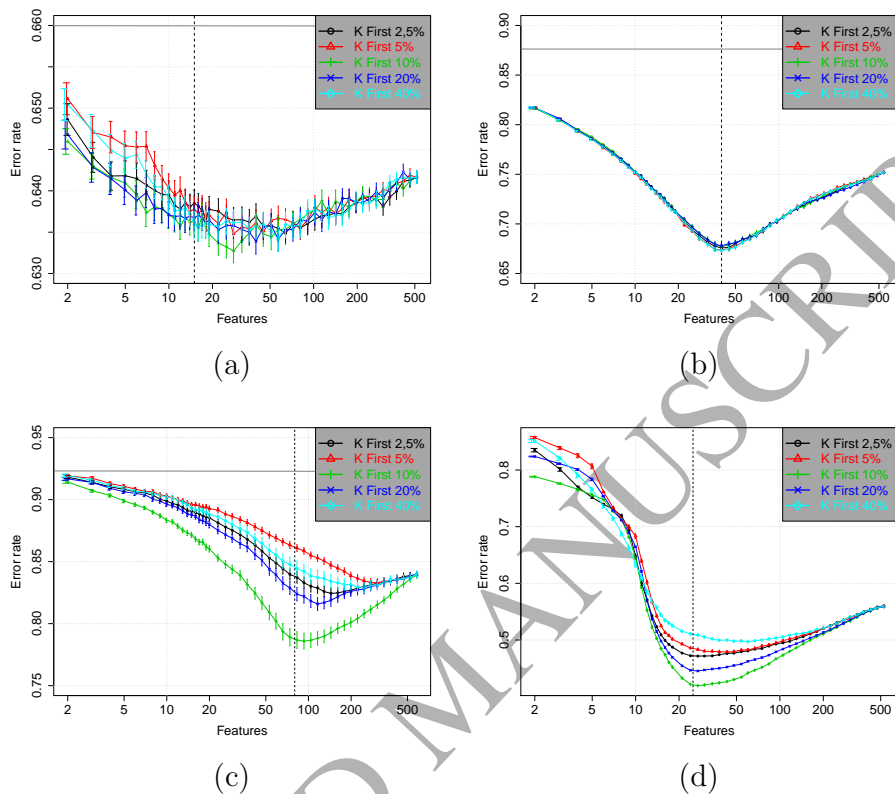 0.660
0.650
0.640
0.630
Error rate
2 5 10 20 50 100 200 500
Features
K First 2,5%
K First 5%
K First 10%
K First 20%
K First 40%
(a)
0.90
0.85
0.80
0.75
0.70
0.65
Error rate
2 5 10 20 50 100 200 500
Features
K First 2,5%
K First 5%
K First 10%
K First 20%
K First 40%
(b)
0.95
0.90
0.85
0.80
0.75
Error rate
2 5 10 20 50 100 200 500
Features
K First 2,5%
K First 5%
K First 10%
K First 20%
K First 40%
(c)
0.8
0.7
0.6
0.5
Error rate
2 5 10 20 50 100 200 500
Features
K First 2,5%
K First 5%
K First 10%
K First 20%
K First 40%
(d)
D MANUSCRI